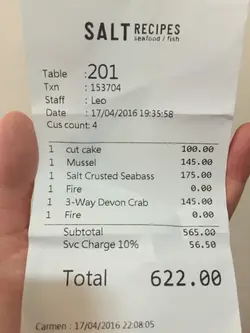 SALT RECIPES
seafood / fish
Table : 201
Txn : 153704
Staff : Leo
Date : 17/04/2016 19:35:58
Cus count: 4
1 cut cake 100.00
1 Mussel 145.00
1 Salt Crusted Seabass 175.00
1 Fire 0.00
1 3-Way Devon Crab 145.00
1 Fire 0.00
Subtotal 565.00
Svc Charge 10% 56.50
Total 622.00
Carmen : 17/04/2016 22:08:05